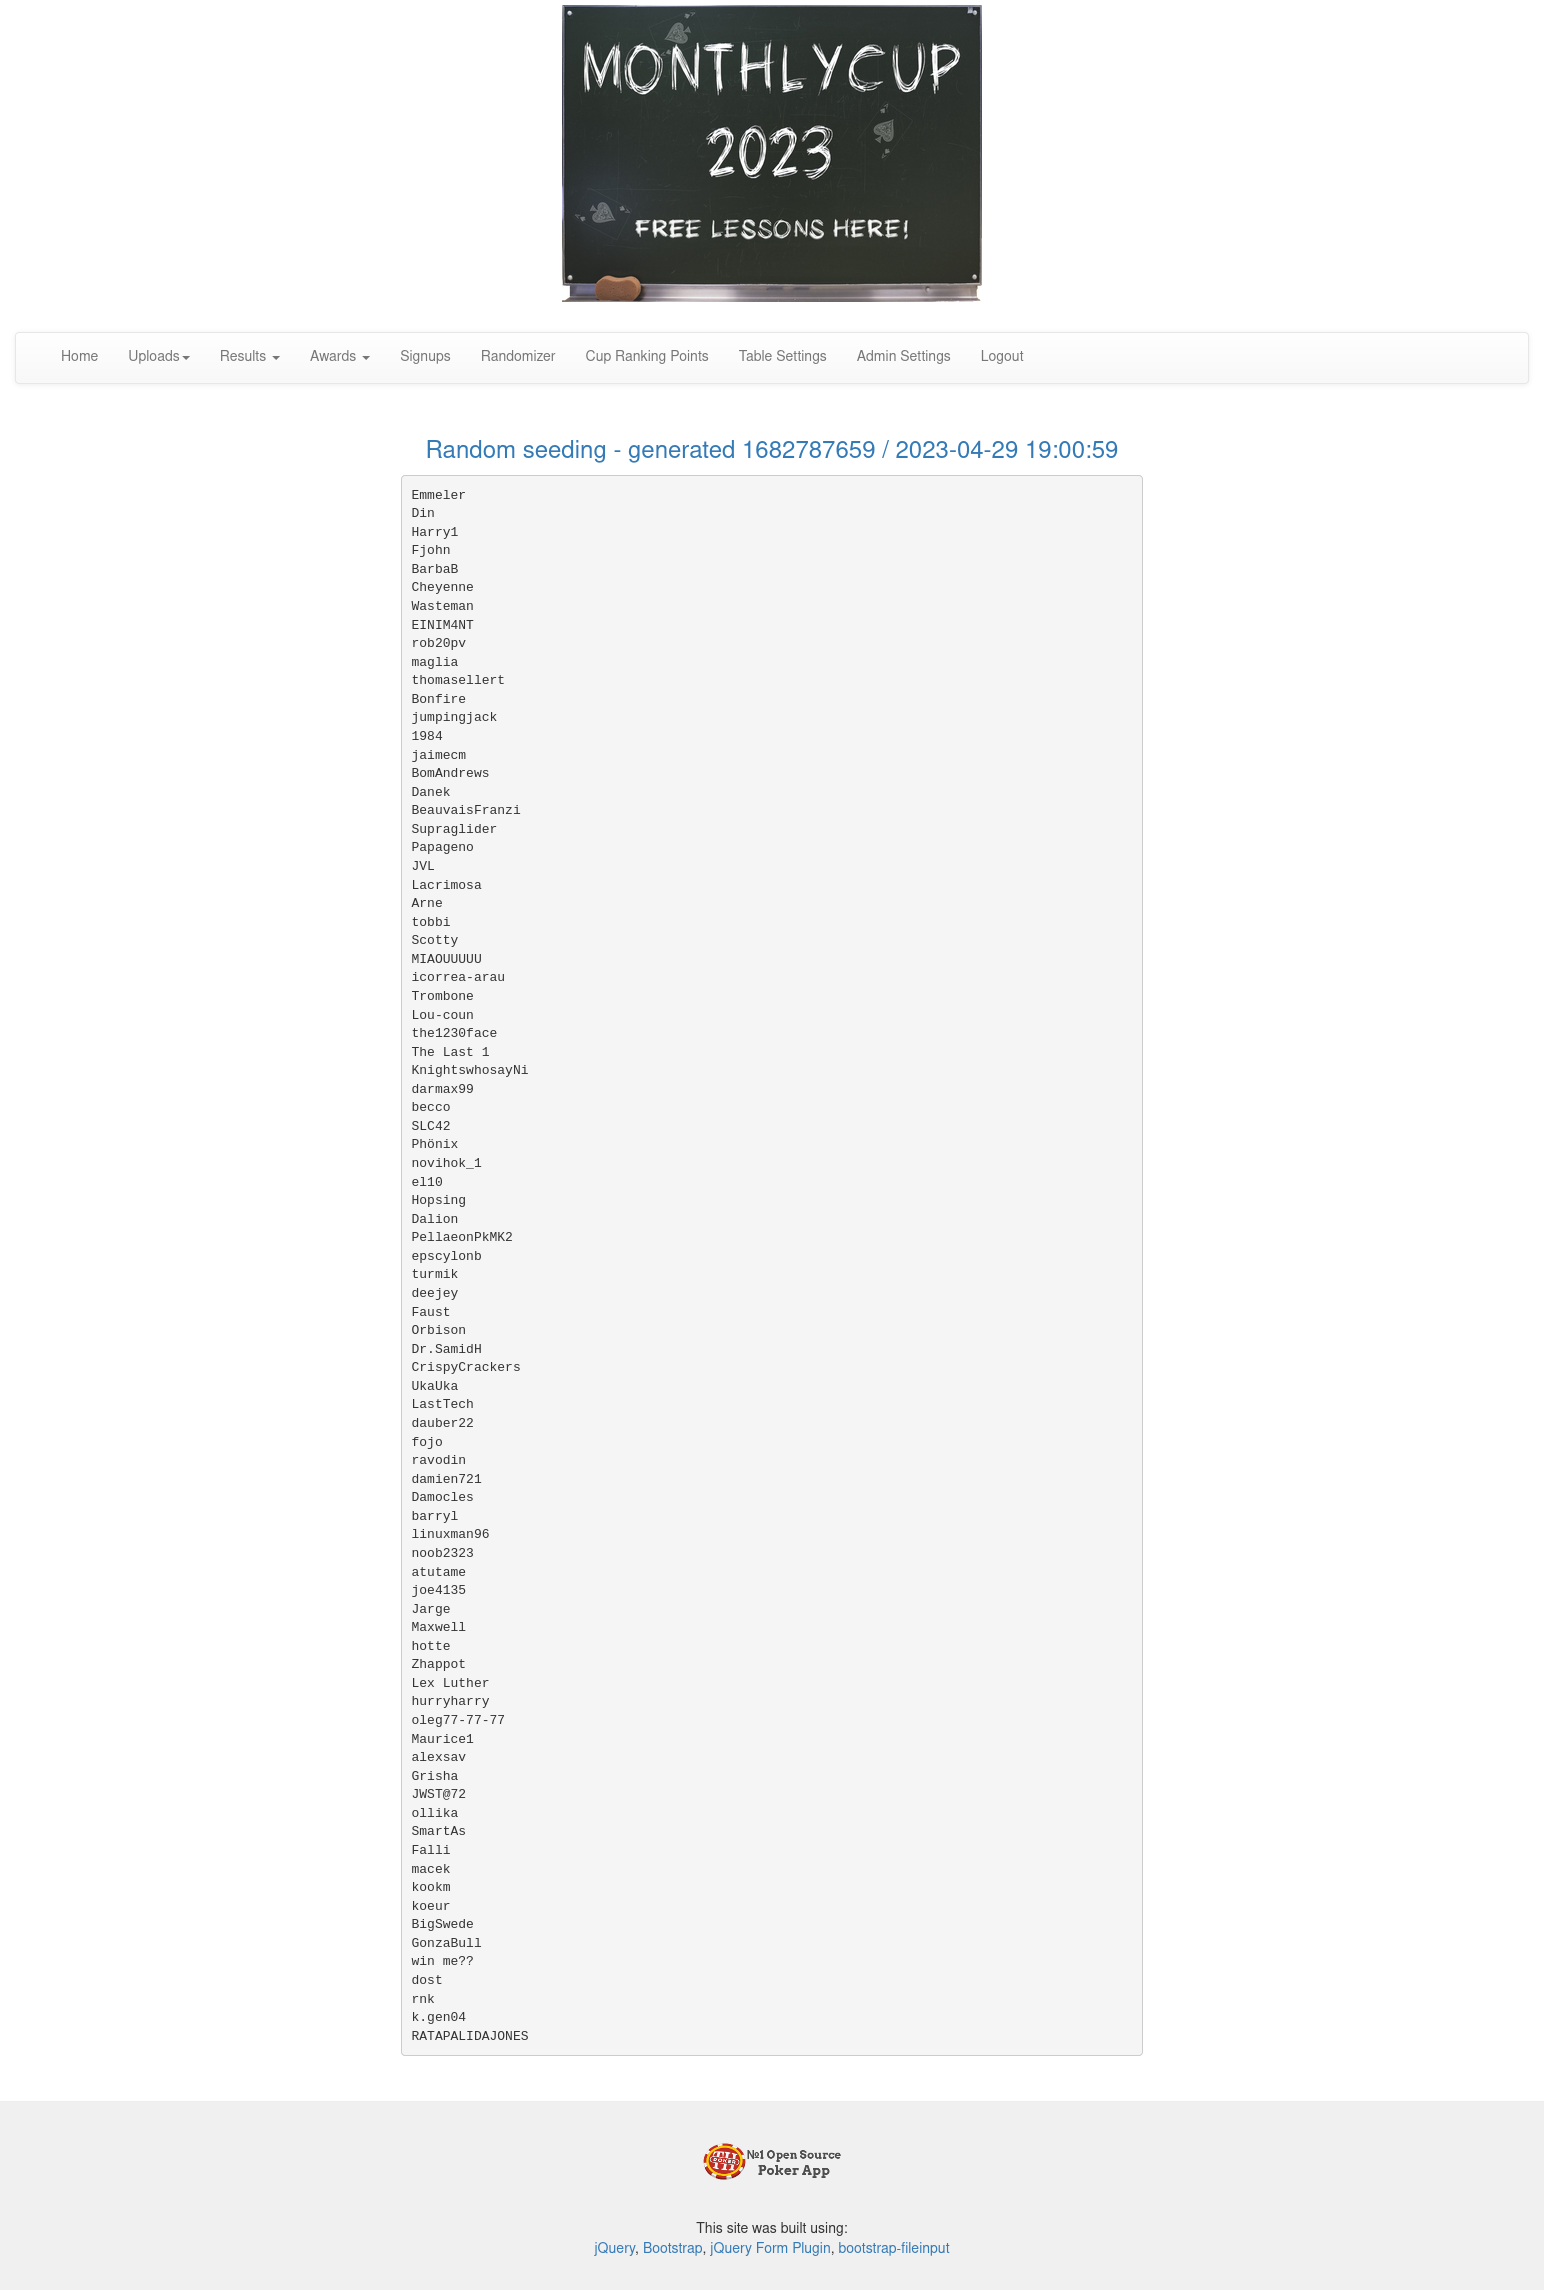 MONTHLYCUP
2023
FREE LESSONS HERE!
Home Uploads Results Awards Signups Randomizer Cup Ranking Points Table Settings Admin Settings Logout
Random seeding - generated 1682787659 / 2023-04-29 19:00:59
Emmeler
Din
Harry1
Fjohn
BarbaB
Cheyenne
Wasteman
EINIM4NT
rob20pv
maglia
thomasellert
Bonfire
jumpingjack
1984
jaimecm
BomAndrews
Danek
BeauvaisFranzi
Supraglider
Papageno
JVL
Lacrimosa
Arne
tobbi
Scotty
MIAOUUUUU
icorrea-arau
Trombone
Lou-coun
the1230face
The Last 1
KnightswhosayNi
darmax99
becco
SLC42
Phönix
novihok_1
el10
Hopsing
Dalion
PellaeonPkMK2
epscylonb
turmik
deejey
Faust
Orbison
Dr.SamidH
CrispyCrackers
UkaUka
LastTech
dauber22
fojo
ravodin
damien721
Damocles
barryl
linuxman96
noob2323
atutame
joe4135
Jarge
Maxwell
hotte
Zhappot
Lex Luther
hurryharry
oleg77-77-77
Maurice1
alexsav
Grisha
JWST@72
ollika
SmartAs
Falli
macek
kookm
koeur
BigSwede
GonzaBull
win me??
dost
rnk
k.gen04
RATAPALIDAJONES
POKER
№1 Open Source
Poker App
This site was built using:
jQuery, Bootstrap, jQuery Form Plugin, bootstrap-fileinput